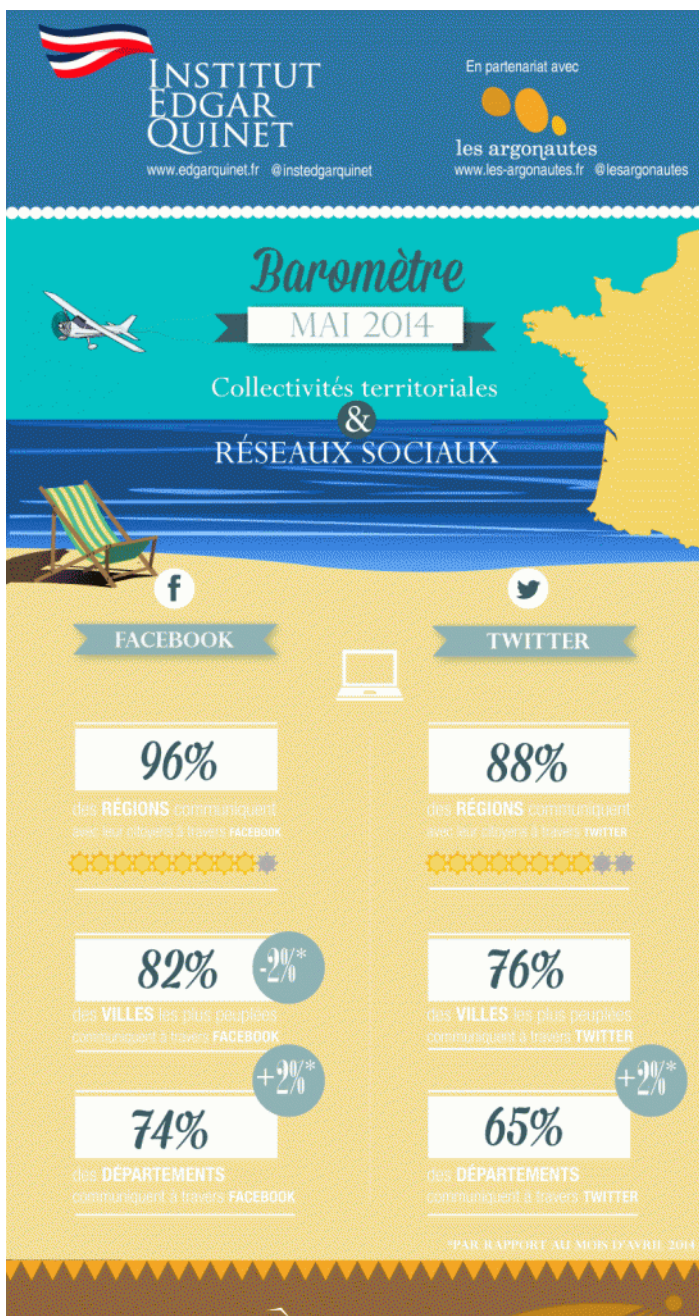 INSTITUT
EDGAR
QUINET
www.edgarquinet.fr @instedgarquinet
En partenariat avec
les argonautes
www.les-argonautes.fr @lesargonautes
Baromètre
MAI 2014
Collectivités territoriales
&
RÉSEAUX SOCIAUX
f
FACEBOOK
96%
des RÉGIONS communiquent
avec leur citoyens à travers FACEBOOK
82%
-2%*
des VILLES les plus peuplées
communiquent à travers FACEBOOK
+2%*
74%
des DÉPARTEMENTS
communiquent à travers FACEBOOK
TWITTER
88%
des RÉGIONS communiquent
avec leur citoyens à travers TWITTER
76%
des VILLES les plus peuplées
communiquent à travers TWITTER
+2%*
65%
des DÉPARTEMENTS
communiquent à travers TWITTER
*PAR RAPPORT AU MOIS D'AVRIL 2014